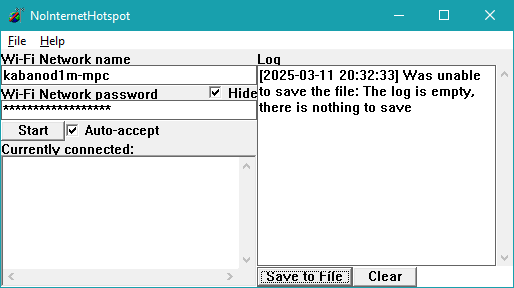 NoInternetHotspot
File Help
Wi-Fi Network name
kabanod1m-mpc
Wi-Fi Network password
Hide
******************
Start
Auto-accept
Currently connected:
Log
[2025-03-11 20:32:33] Was unable
to save the file: The log is empty,
there is nothing to save
Save to File
Clear